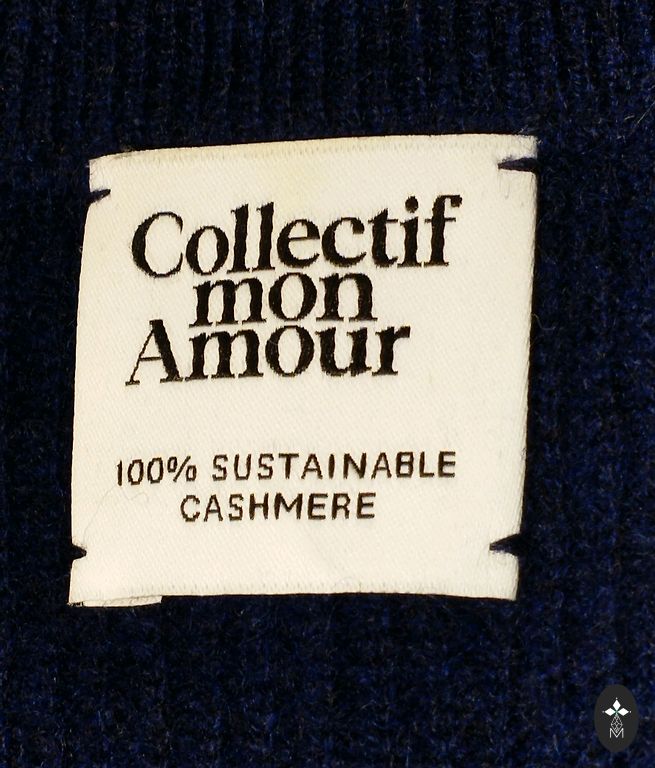 Collectif
mon
Amour
100% SUSTAINABLE
CASHMERE
M